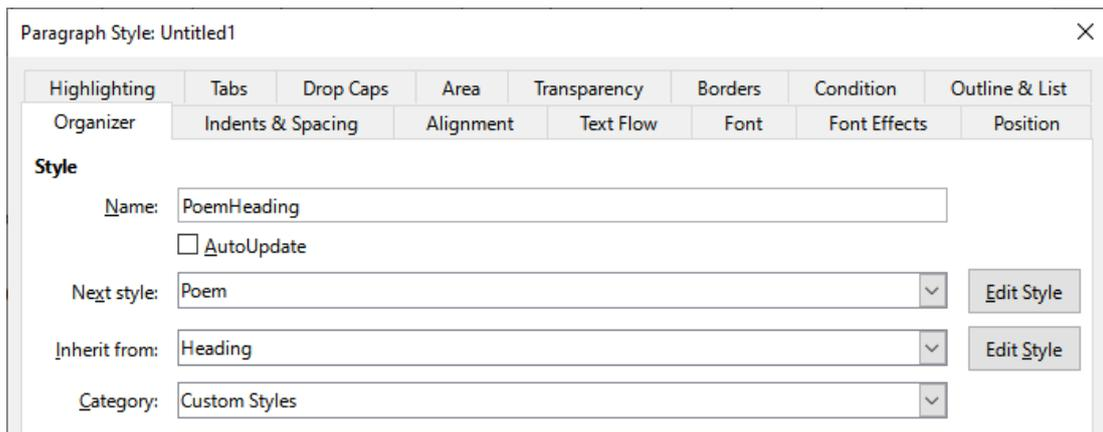 Paragraph Style: Untitled1
Highlighting Tabs Drop Caps Area Transparency Borders Condition Outline & List
Organizer Indents & Spacing Alignment Text Flow Font Font Effects Position
Style
Name: PoemHeading
AutoUpdate
Next style: Poem Edit Style
Inherit from: Heading Edit Style
Category: Custom Styles